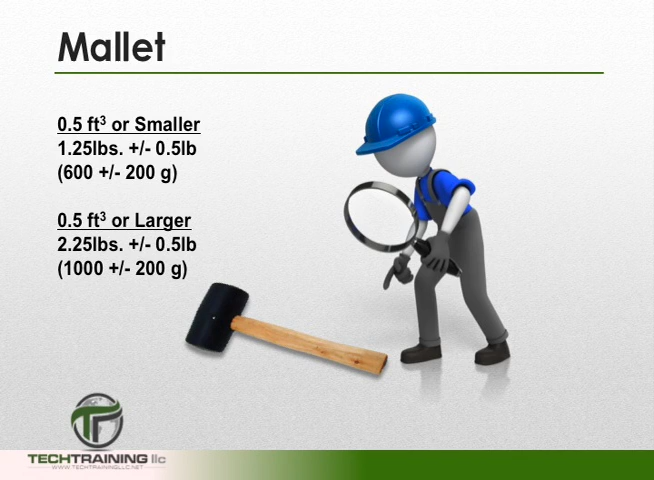 Mallet
0.5 ft³ or Smaller
1.25lbs. +/- 0.5lb
(600 +/- 200 g)
0.5 ft³ or Larger
2.25lbs. +/- 0.5lb
(1000 +/- 200 g)
TECHTRAINING llc
WWW.TECHTRAININGLLC.NET